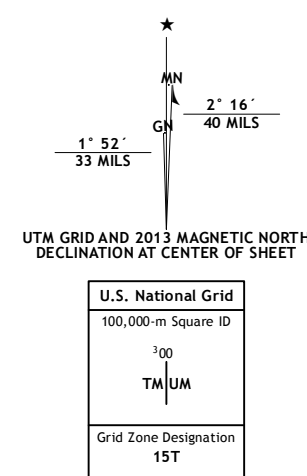 ★
MN
2° 16´
GN
40 MILS
1° 52´
33 MILS
UTM GRID AND 2013 MAGNETIC NORTH
DECLINATION AT CENTER OF SHEET
U.S. National Grid
100,000-m Square ID
³00
TM UM
Grid Zone Designation
15T